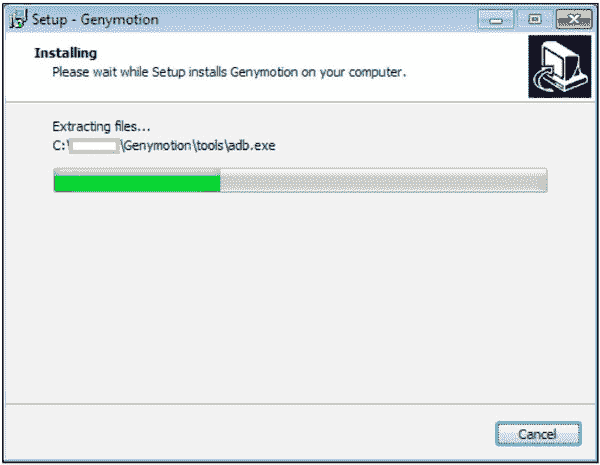 Setup - Genymotion
Installing
Please wait while Setup installs Genymotion on your computer.
Extracting files...
C:\ \Genymotion\tools\adb.exe
Cancel